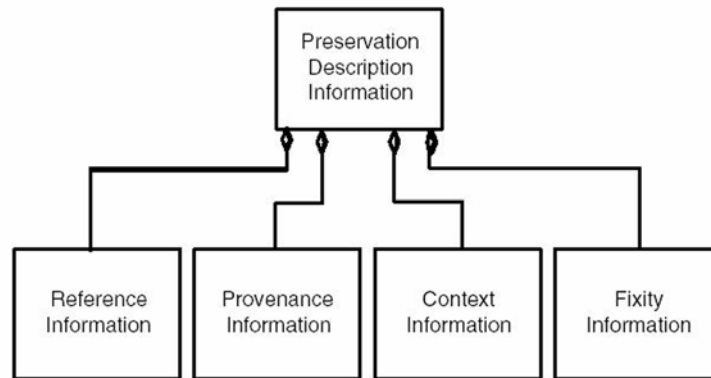 Preservation
Description
Information
Reference
Information
Provenance
Information
Context
Information
Fixity
Information